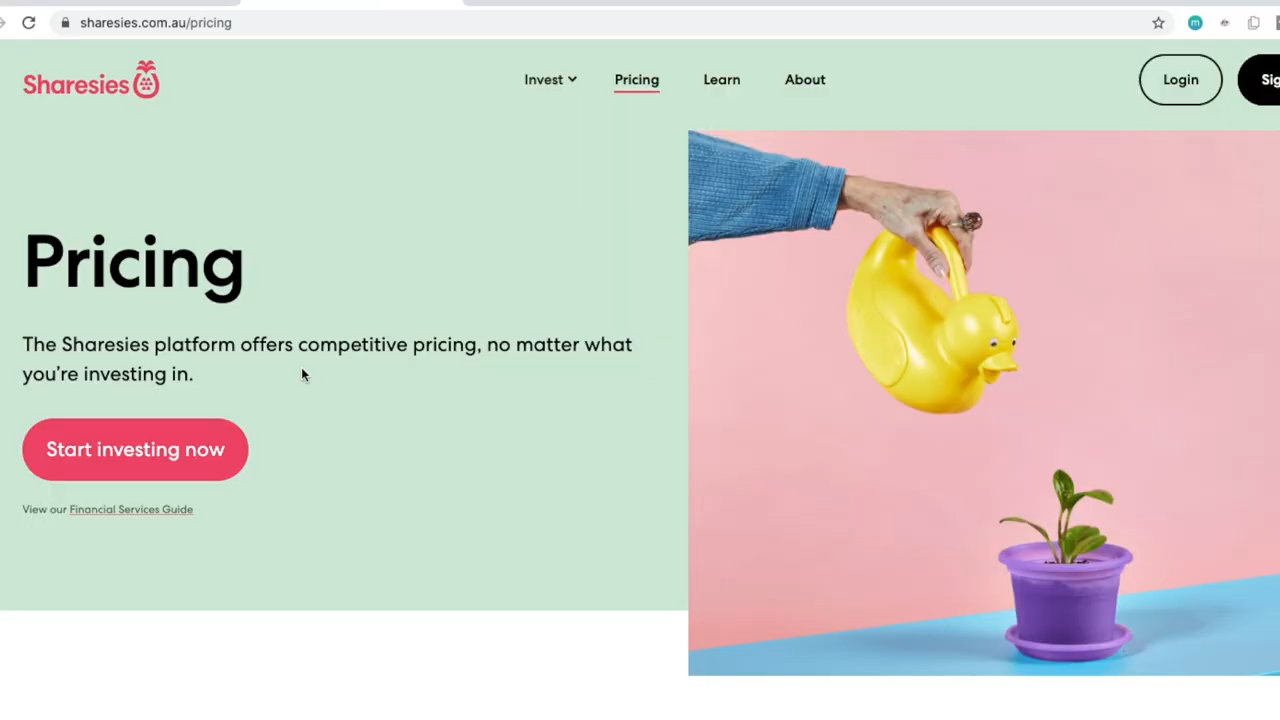 sharesies.com.au/pricing
m
Sharesies
Invest
Pricing
Learn
About
Login
Pricing
The Sharesies platform offers competitive pricing, no matter what
you're investing in.
Start investing now
View our Financial Services Guide